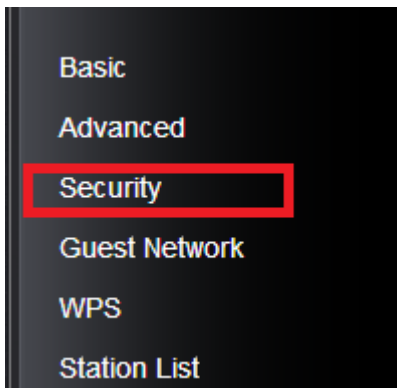 Basic
Advanced
Security
Guest Network
WPS
Station List